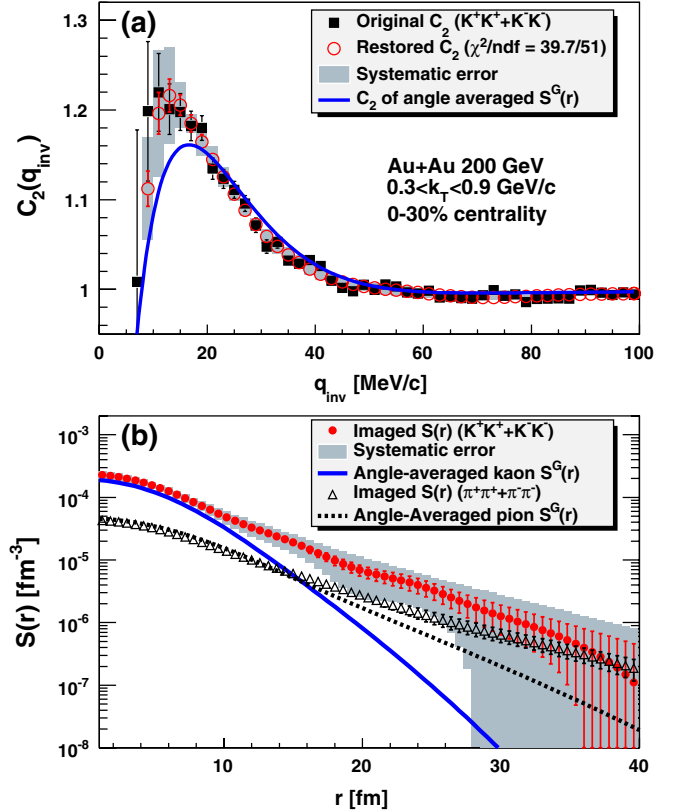 (a)
Original C₂ (K⁺K⁺+K⁻K⁻)
Restored C₂ (χ²/ndf = 39.7/51)
Systematic error
C₂ of angle averaged Sᴳ(r)
Au+Au 200 GeV
0.3<k_T<0.9 GeV/c
0-30% centrality
C₂(q_inv)
1.3
1.2
1.1
1
0
20
40
60
80
100
q_inv [MeV/c]
(b)
Imaged S(r) (K⁺K⁺+K⁻K⁻)
Systematic error
Angle-averaged kaon Sᴳ(r)
Imaged S(r) (π⁺π⁺+π⁻π⁻)
Angle-Averaged pion Sᴳ(r)
S(r) [fm⁻³]
10⁻³
10⁻⁴
10⁻⁵
10⁻⁶
10⁻⁷
10⁻⁸
10
20
30
40
r [fm]